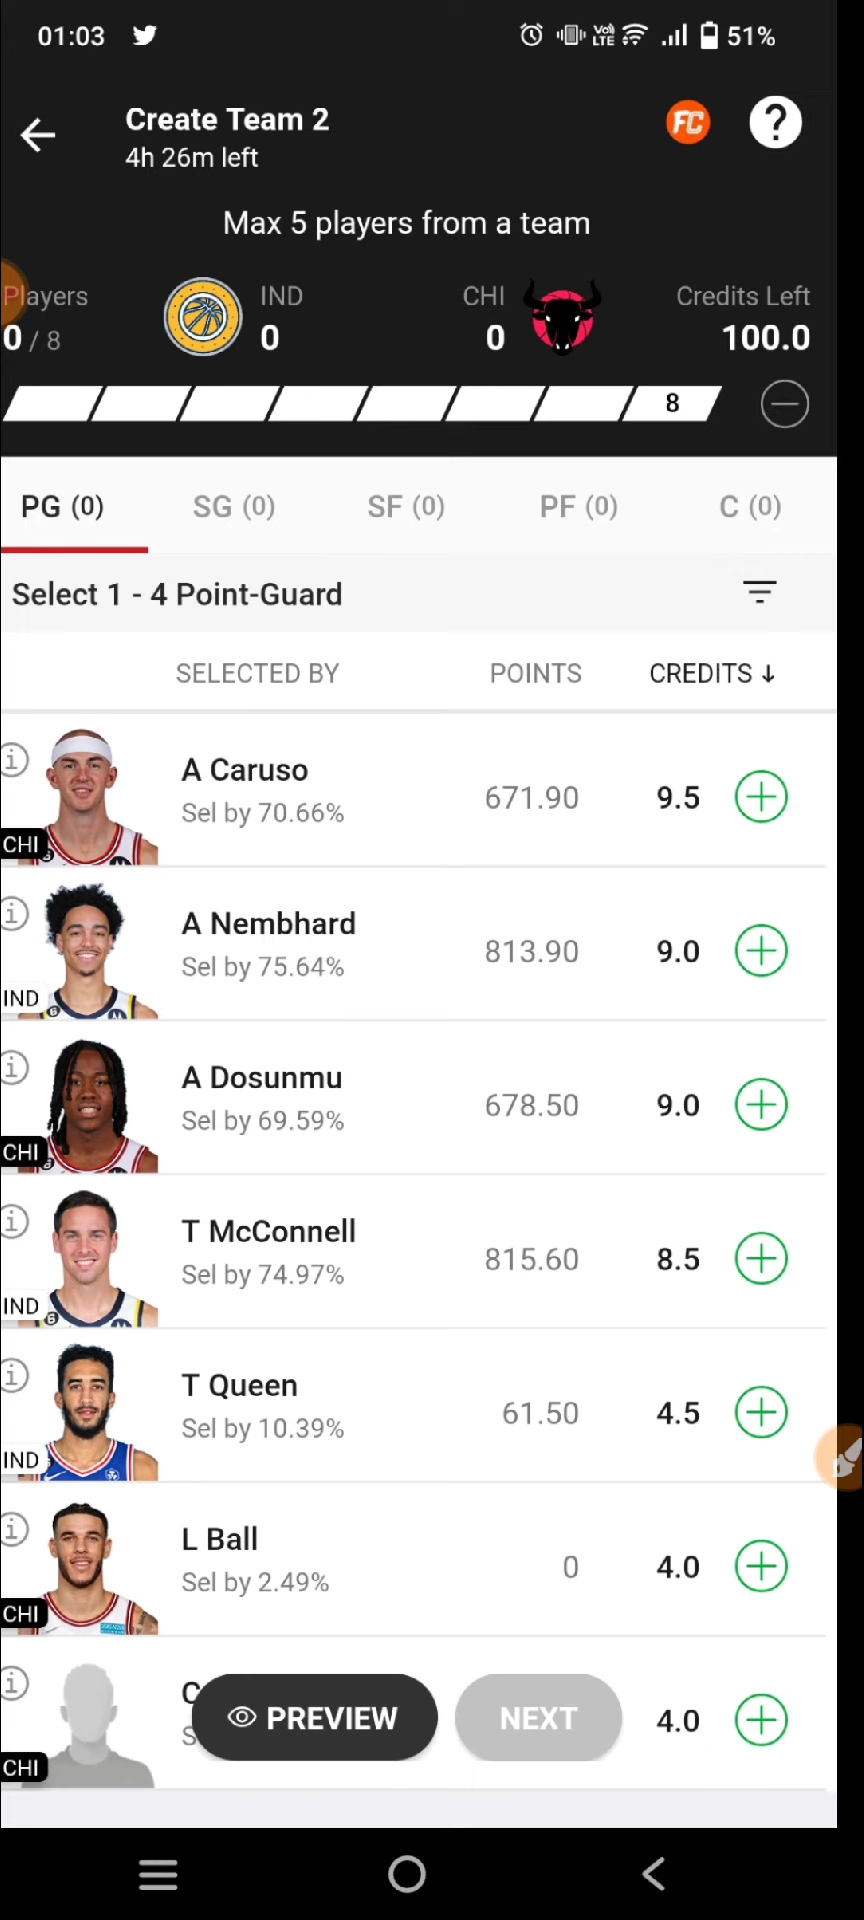 01:03 Vo) LTE 51%
Create Team 2
4h 26m left
FC ?
Max 5 players from a team
Players IND CHI Credits Left
0 / 8 0 0 100.0
8
PG (0) SG (0) SF (0) PF (0) C (0)
Select 1 - 4 Point-Guard
SELECTED BY POINTS CREDITS ↓
A Caruso
Sel by 70.66% 671.90 9.5
CHI
A Nembhard
Sel by 75.64% 813.90 9.0
IND
A Dosunmu
Sel by 69.59% 678.50 9.0
CHI
T McConnell
Sel by 74.97% 815.60 8.5
IND
T Queen
Sel by 10.39% 61.50 4.5
IND
L Ball
Sel by 2.49% 0 4.0
CHI
PREVIEW NEXT 4.0
CHI